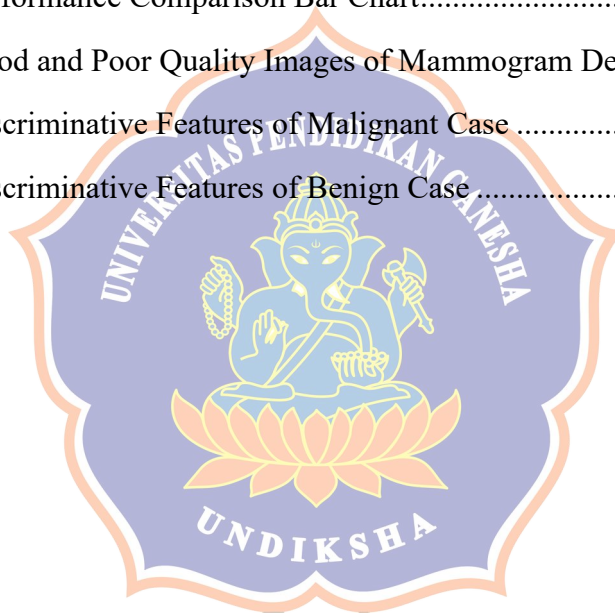 formance Comparison Bar Chart.......................
od and Poor Quality Images of Mammogram De
scriminative Features of Malignant Case .............
scriminative Features of Benign Case ..................
UNIVERSITAS PENDIDIKAN GANESHA
UNDIKSHA